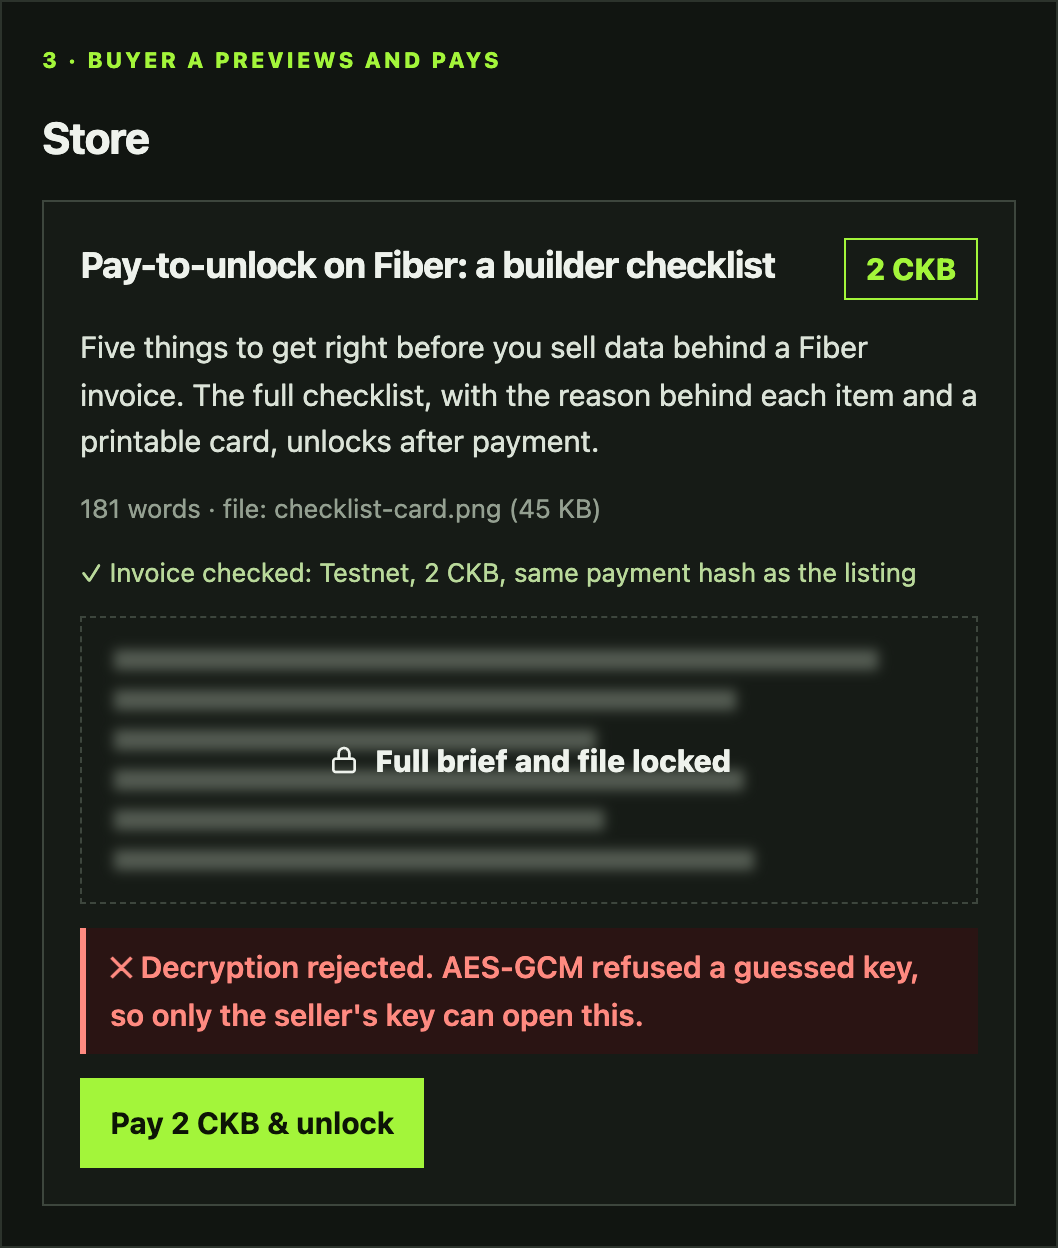 3 · BUYER A PREVIEWS AND PAYS
Store
Pay-to-unlock on Fiber: a builder checklist
2 CKB
Five things to get right before you sell data behind a Fiber
invoice. The full checklist, with the reason behind each item and a
printable card, unlocks after payment.
181 words · file: checklist-card.png (45 KB)
✓ Invoice checked: Testnet, 2 CKB, same payment hash as the listing
Full brief and file locked
✕ Decryption rejected. AES-GCM refused a guessed key,
so only the seller's key can open this.
Pay 2 CKB & unlock